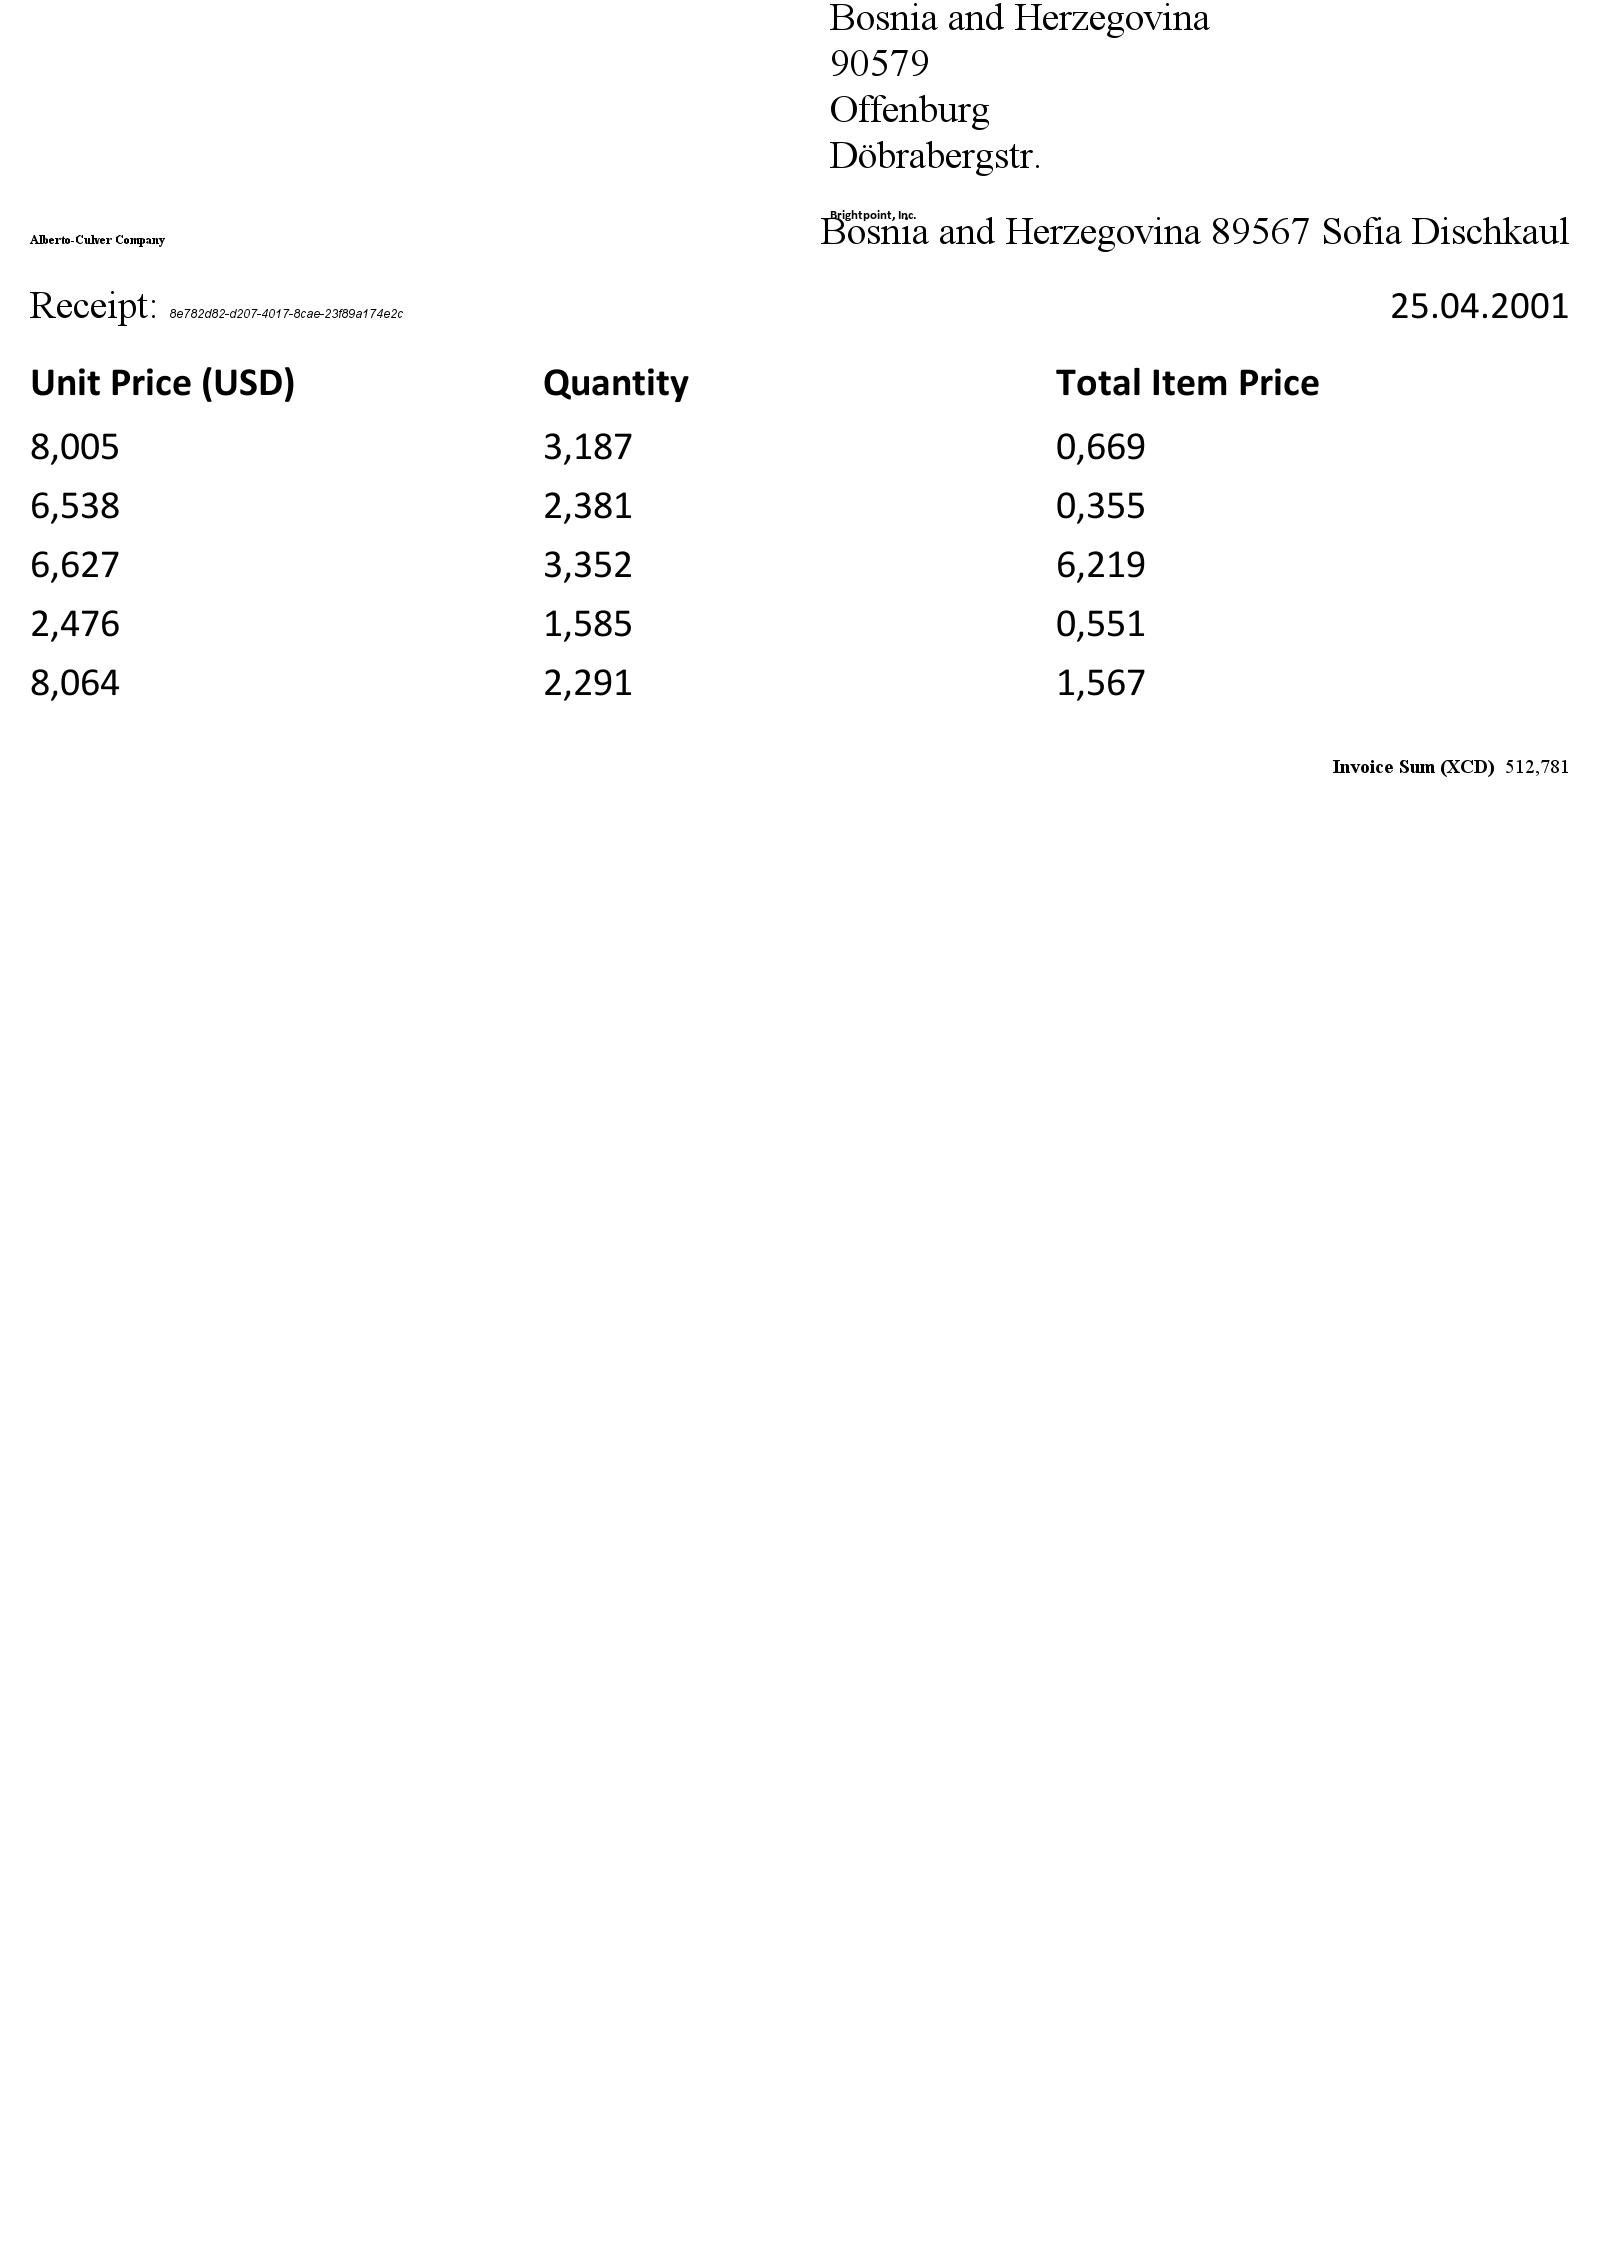 Bosnia and Herzegovina
90579
Offenburg
Döbrabergstr.
Brightpoint, Inc.
Alberto-Culver Company
Bosnia and Herzegovina 89567 Sofia Dischkaul
Receipt: 8e782d82-d207-4017-8cae-23f89a174e2c 25.04.2001
Unit Price (USD) Quantity Total Item Price
8,005 3,187 0,669
6,538 2,381 0,355
6,627 3,352 6,219
2,476 1,585 0,551
8,064 2,291 1,567
Invoice Sum (XCD) 512,781